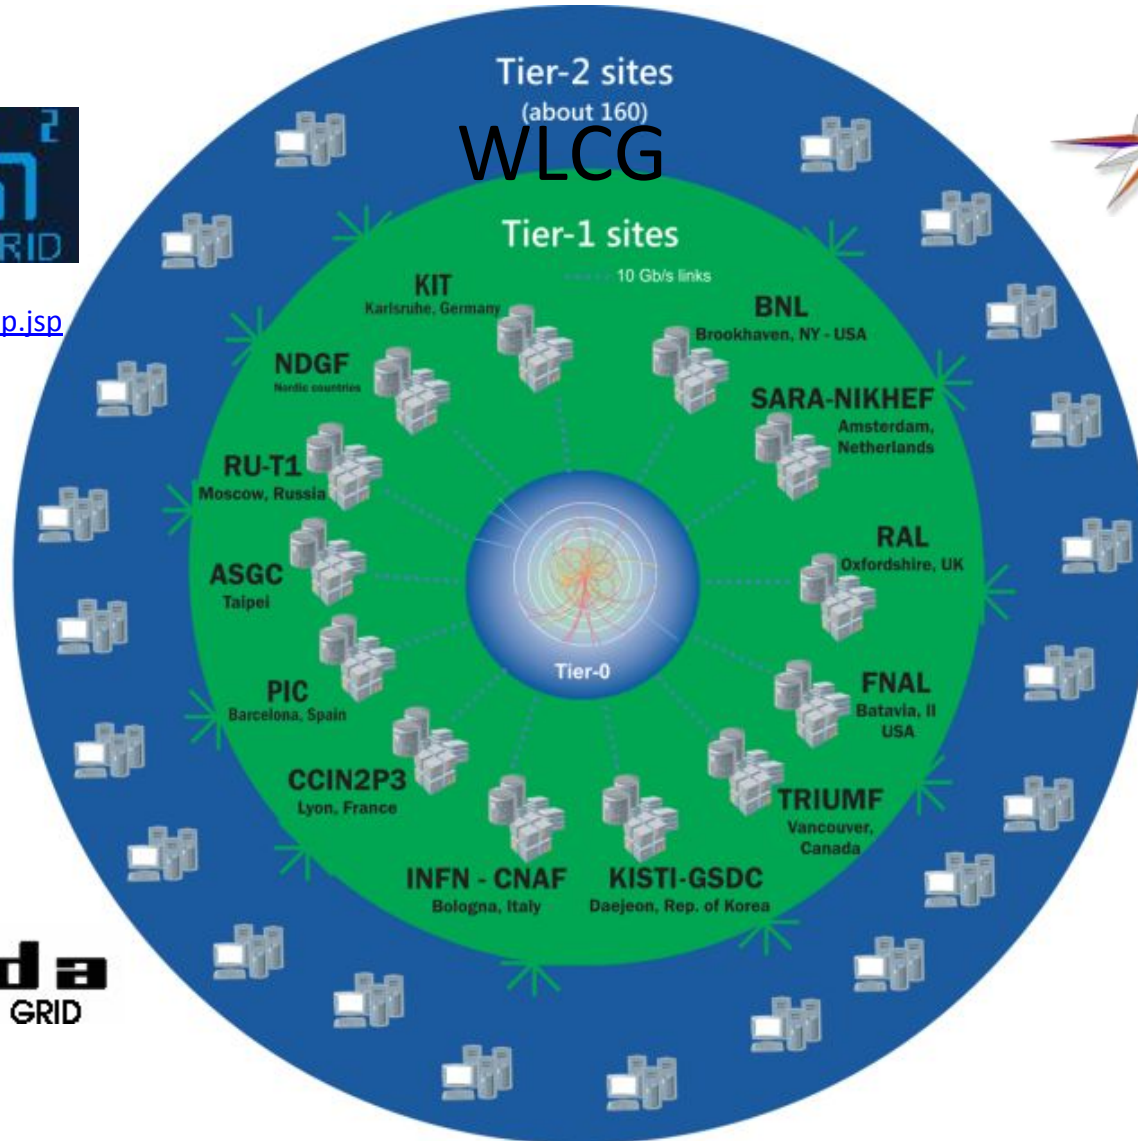 Tier-2 sites
(about 160)
WLCG
Tier-1 sites
10 Gb/s links
KIT
Karlsruhe, Germany
BNL
Brookhaven, NY - USA
NDGF
Nordic countries
SARA-NIKHEF
Amsterdam,
Netherlands
RU-T1
Moscow, Russia
RAL
Oxfordshire, UK
ASGC
Taipei
Tier-0
PIC
Barcelona, Spain
FNAL
Batavia, Il
USA
CCIN2P3
Lyon, France
TRIUMF
Vancouver,
Canada
INFN - CNAF
Bologna, Italy
KISTI-GSDC
Daejeon, Rep. of Korea
2
n
RID
p.jsp
da
GRID